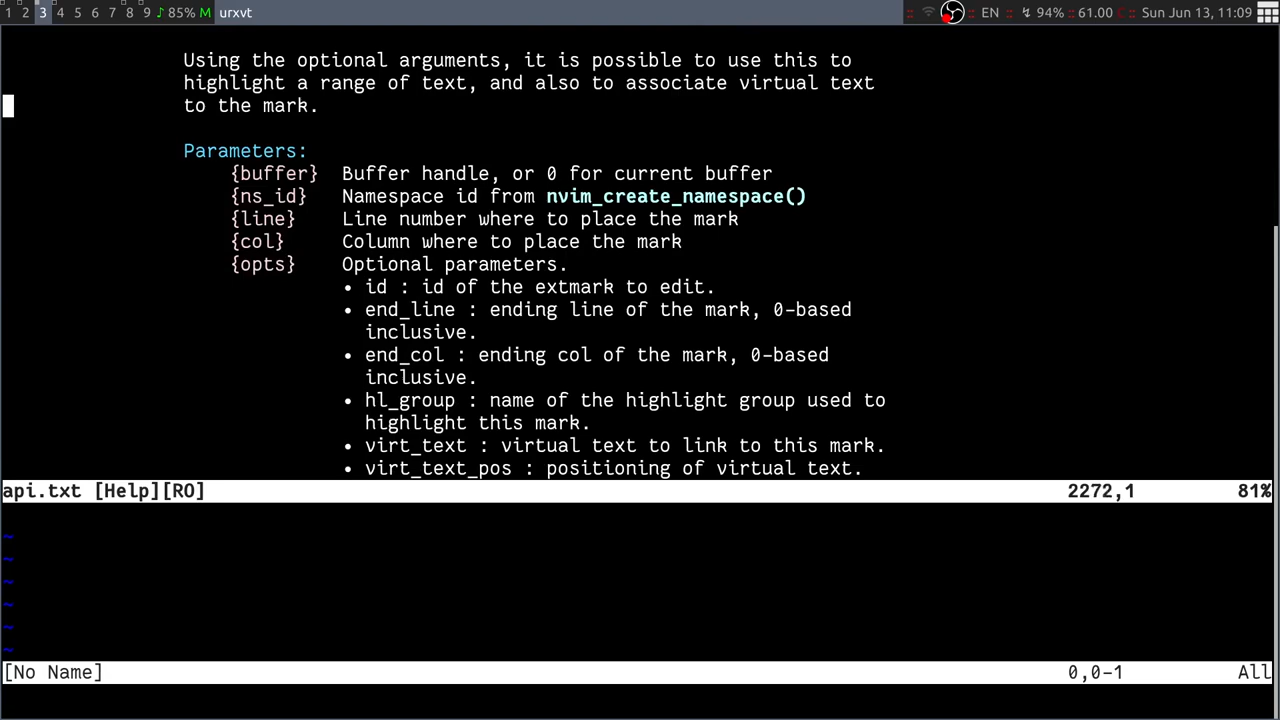 1 2 3 4 5 6 7 8 9 ♪ 85% M urxvt EN ↯ 94% 61.00 Sun Jun 13, 11:09
Using the optional arguments, it is possible to use this to
highlight a range of text, and also to associate virtual text
to the mark.
Parameters:
{buffer} Buffer handle, or 0 for current buffer
{ns_id} Namespace id from nvim_create_namespace()
{line} Line number where to place the mark
{col} Column where to place the mark
{opts} Optional parameters.
• id : id of the extmark to edit.
• end_line : ending line of the mark, 0-based
inclusive.
• end_col : ending col of the mark, 0-based
inclusive.
• hl_group : name of the highlight group used to
highlight this mark.
• virt_text : virtual text to link to this mark.
• virt_text_pos : positioning of virtual text.
api.txt [Help][RO] 2272,1 81%
~
~
~
~
~
~
[No Name] 0,0-1 All